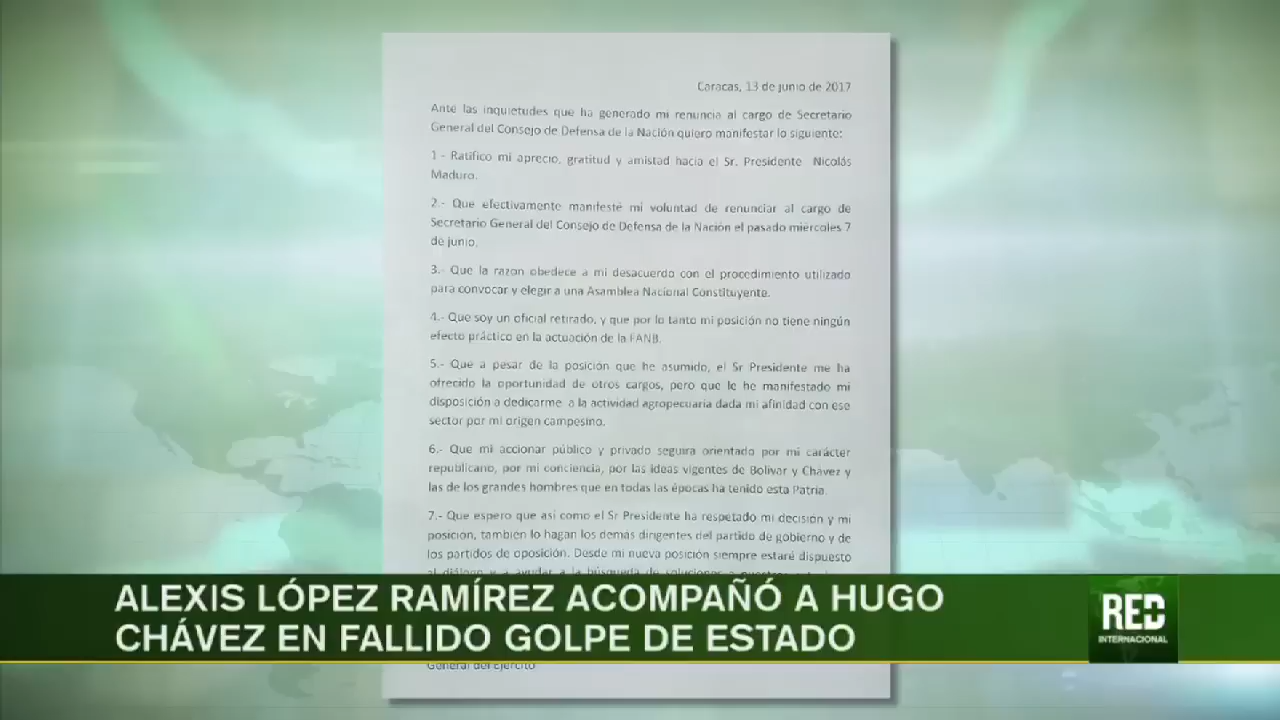 Caracas, 13 de junio de 2017
Ante las inquietudes que ha generado mi renuncia al cargo de Secretario
General del Consejo de Defensa de la Nación quiero manifestar lo siguiente:
1 - Ratifico mi aprecio, gratitud y amistad hacia el Sr. Presidente Nicolás
Maduro.
2.- Que efectivamente manifesté mi voluntad de renunciar al cargo de
Secretario General del Consejo de Defensa de la Nación el pasado miércoles 7
de junio.
3.- Que la razon obedece a mi desacuerdo con el procedimiento utilizado
para convocar y elegir a una Asamblea Nacional Constituyente.
4.- Que soy un oficial retirado, y que por lo tanto mi posición no tiene ningún
efecto práctico en la actuación de la FANB.
5.- Que a pesar de la posición que he asumido, el Sr Presidente me ha
ofrecido la oportunidad de otros cargos, pero que le he manifestado mi
disposición a dedicarme a la actividad agropecuaria dada mi afinidad con ese
sector por mi origen campesino.
6.- Que mi accionar público y privado seguira orientado por mi carácter
republicano, por mi conciencia, por las ideas vigentes de Bolívar y Chávez y
las de los grandes hombres que en todas las épocas ha tenido esta Patria.
7.- Que espero que asi como el Sr Presidente ha respetado mi decisión y mi
posición, tambien lo hagan los demás dirigentes del partido de gobierno y de
los partidos de oposición. Desde mi nueva posición siempre estaré dispuesto
al diálogo y a ayudar a la búsqueda de soluciones a
ALEXIS LÓPEZ RAMÍREZ ACOMPAÑÓ A HUGO
CHÁVEZ EN FALLIDO GOLPE DE ESTADO
RED
INTERNACIONAL
General del Ejército